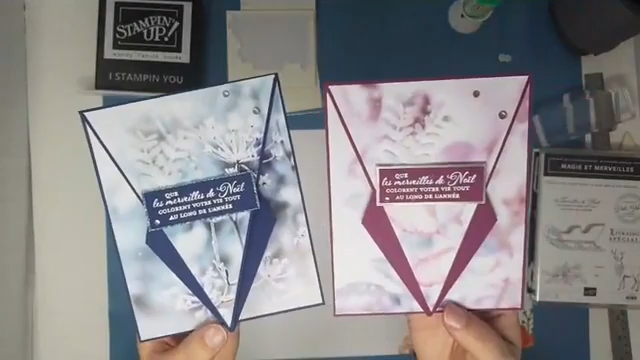 STAMPIN' UP!
I STAMPIN YOU
QUE
les merveilles de Noël
COLORENT VOTRE VIE TOUT
AU LONG DE L'ANNÉE
QUE
les merveilles de Noël
COLORENT VOTRE VIE TOUT
AU LONG DE L'ANNÉE
MAGIE ET MERVEILLES